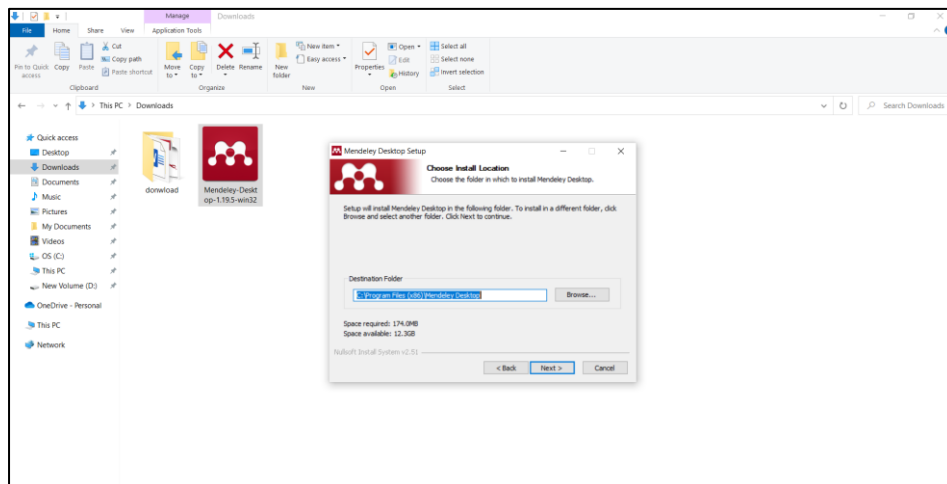 Manage
Downloads
File
Home
Share
View
Application Tools
Pin to Quick
access
Copy
Paste
Cut
Copy path
Paste shortcut
Clipboard
Move
to
Copy
to
Delete
Rename
Organize
New
folder
New item
Easy access
New
Properties
Open
Edit
History
Open
Select all
Select none
Invert selection
Select
This PC > Downloads
Search Downloads
Quick access
Desktop
Downloads
Documents
Music
Pictures
My Documents
Videos
OS (C:)
This PC
New Volume (D:)
OneDrive - Personal
This PC
Network
donwload
Mendeley-Deskt
op-1.19.5-win32
Mendeley Desktop Setup
Choose Install Location
Choose the folder in which to install Mendeley Desktop.
Setup will install Mendeley Desktop in the following folder. To install in a different folder, click
Browse and select another folder. Click Next to continue.
Destination Folder
C:\Program Files (x86)\Mendeley Desktop\
Browse...
Space required: 174.0MB
Space available: 12.3GB
Nullsoft Install System v2.51
< Back
Next >
Cancel